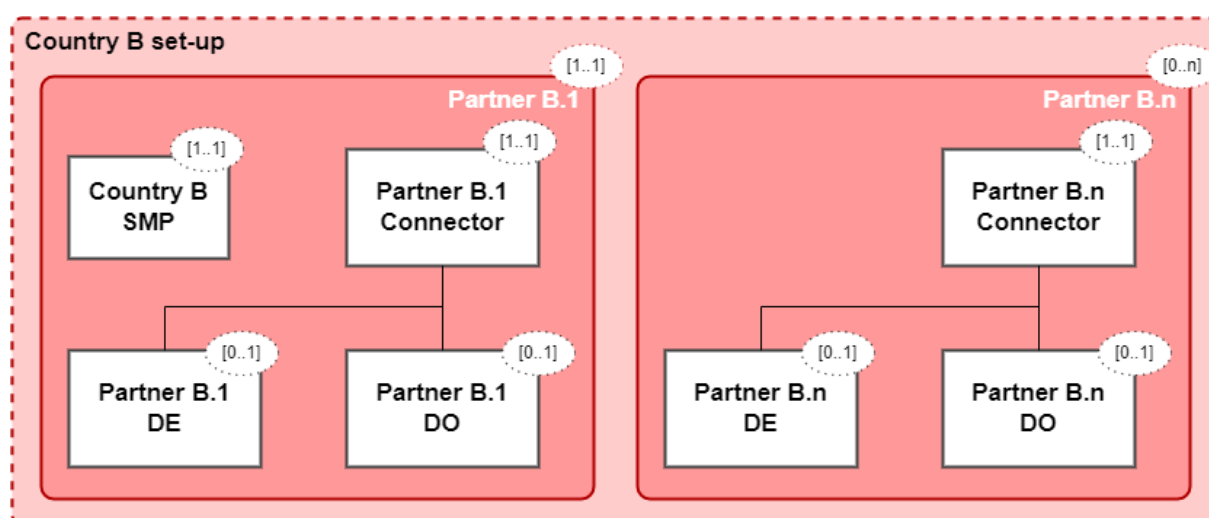 Country B set-up
[1..1]
[0..n]
Partner B.1
Partner B.n
[1..1]
[1..1]
[1..1]
Country B
SMP
Partner B.1
Connector
Partner B.n
Connector
[0..1]
[0..1]
[0..1]
[0..1]
Partner B.1
DE
Partner B.1
DO
Partner B.n
DE
Partner B.n
DO